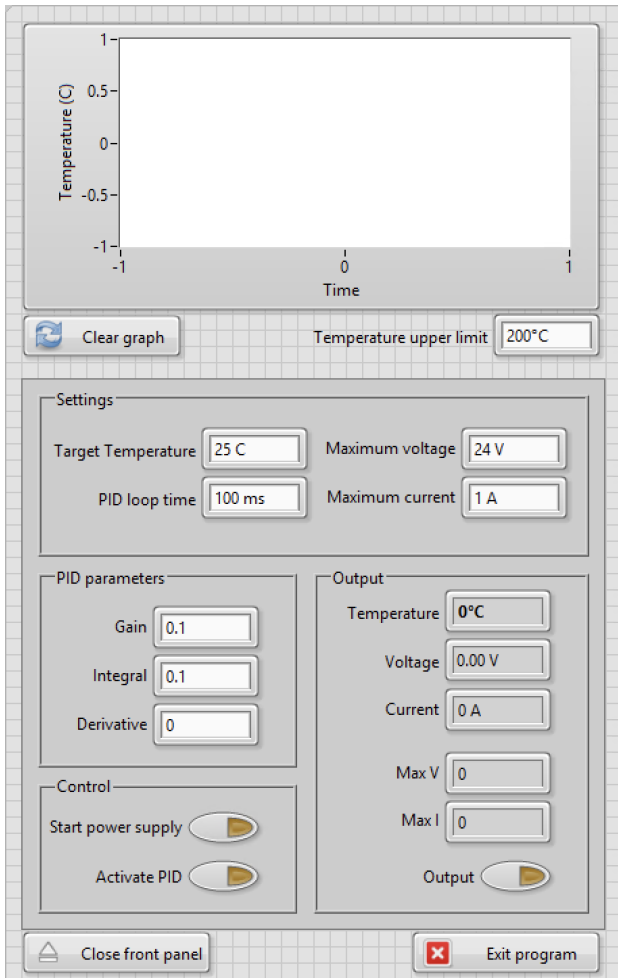 1
0.5
0
-0.5
-1
Temperature (C)
-1
0
1
Time
Clear graph
Temperature upper limit
200°C
Settings
Target Temperature
25 C
Maximum voltage
24 V
PID loop time
100 ms
Maximum current
1 A
PID parameters
Gain
0.1
Integral
0.1
Derivative
0
Output
Temperature
0°C
Voltage
0.00 V
Current
0 A
Max V
0
Max I
0
Output
Control
Start power supply
Activate PID
Close front panel
Exit program